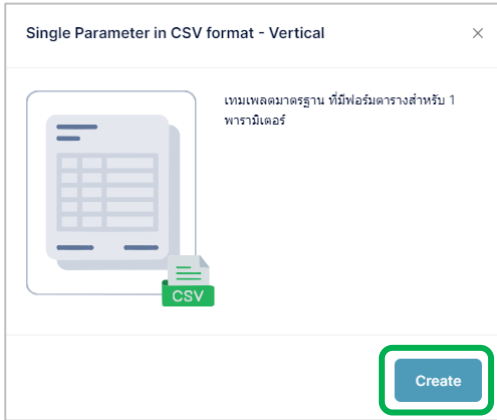 Single Parameter in CSV format - Vertical
เทมเพลตมาตรฐาน ที่มีฟอร์มตารางสำหรับ 1
พารามิเตอร์
CSV
Create